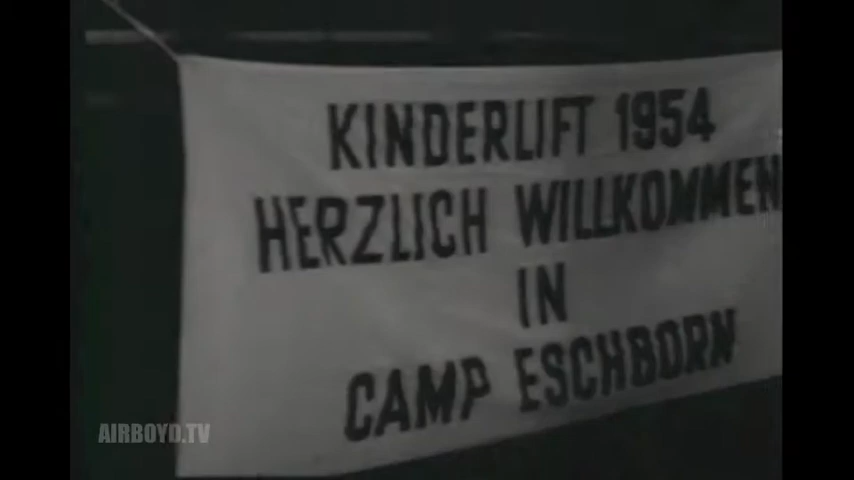 KINDERLIFT 1954
HERZLICH WILLKOMMEN
IN
CAMP ESCHBORN
AIRBOYD.TV